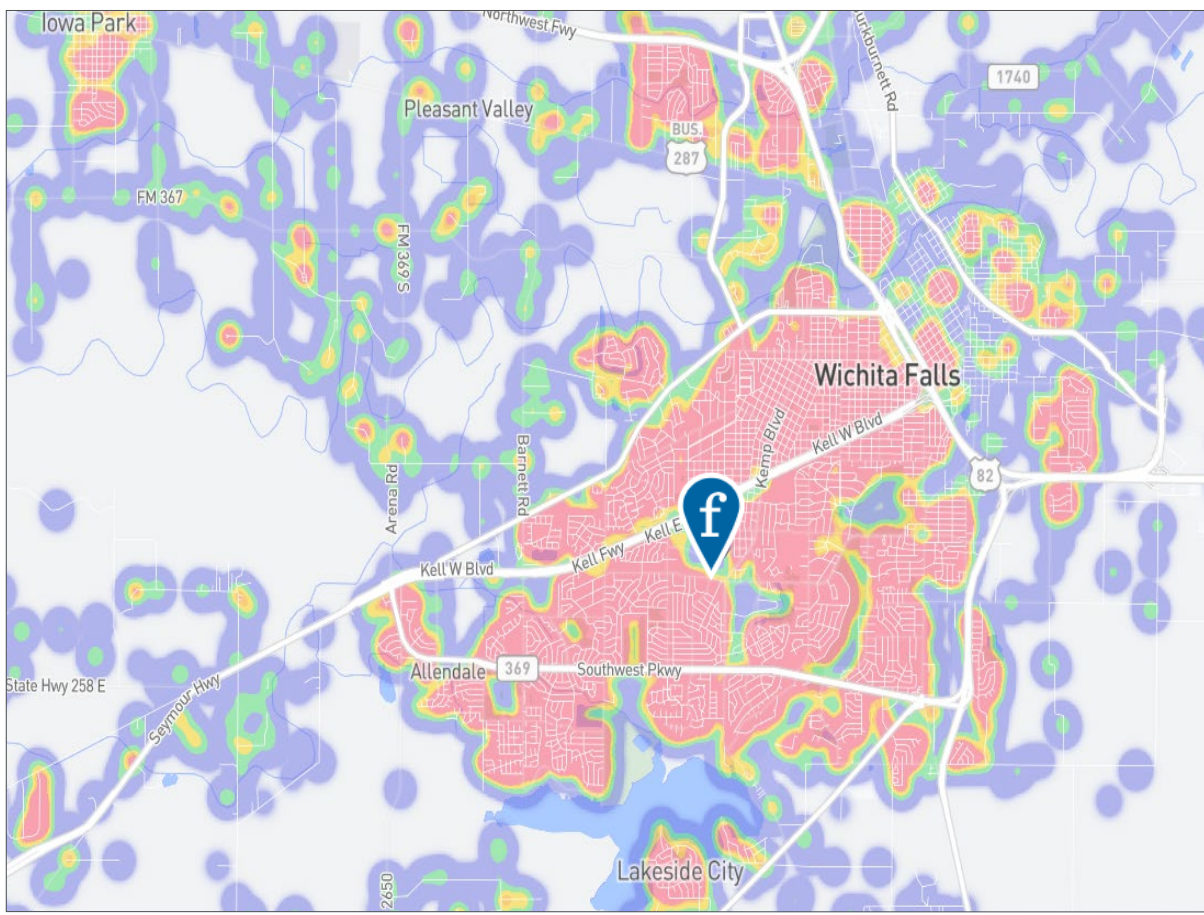 Iowa Park
Northwest Fwy
Burkburnett Rd
1740
Pleasant Valley
BUS.
287
FM 367
FM 369 S
Wichita Falls
Kemp Blvd
Kell W Blvd
Barnett Rd
Arena Rd
82
f
Kell E
Kell Fwy
Kell W Blvd
Allendale
369
Southwest Pkwy
State Hwy 258 E
Seymour Hwy
Lakeside City
2650